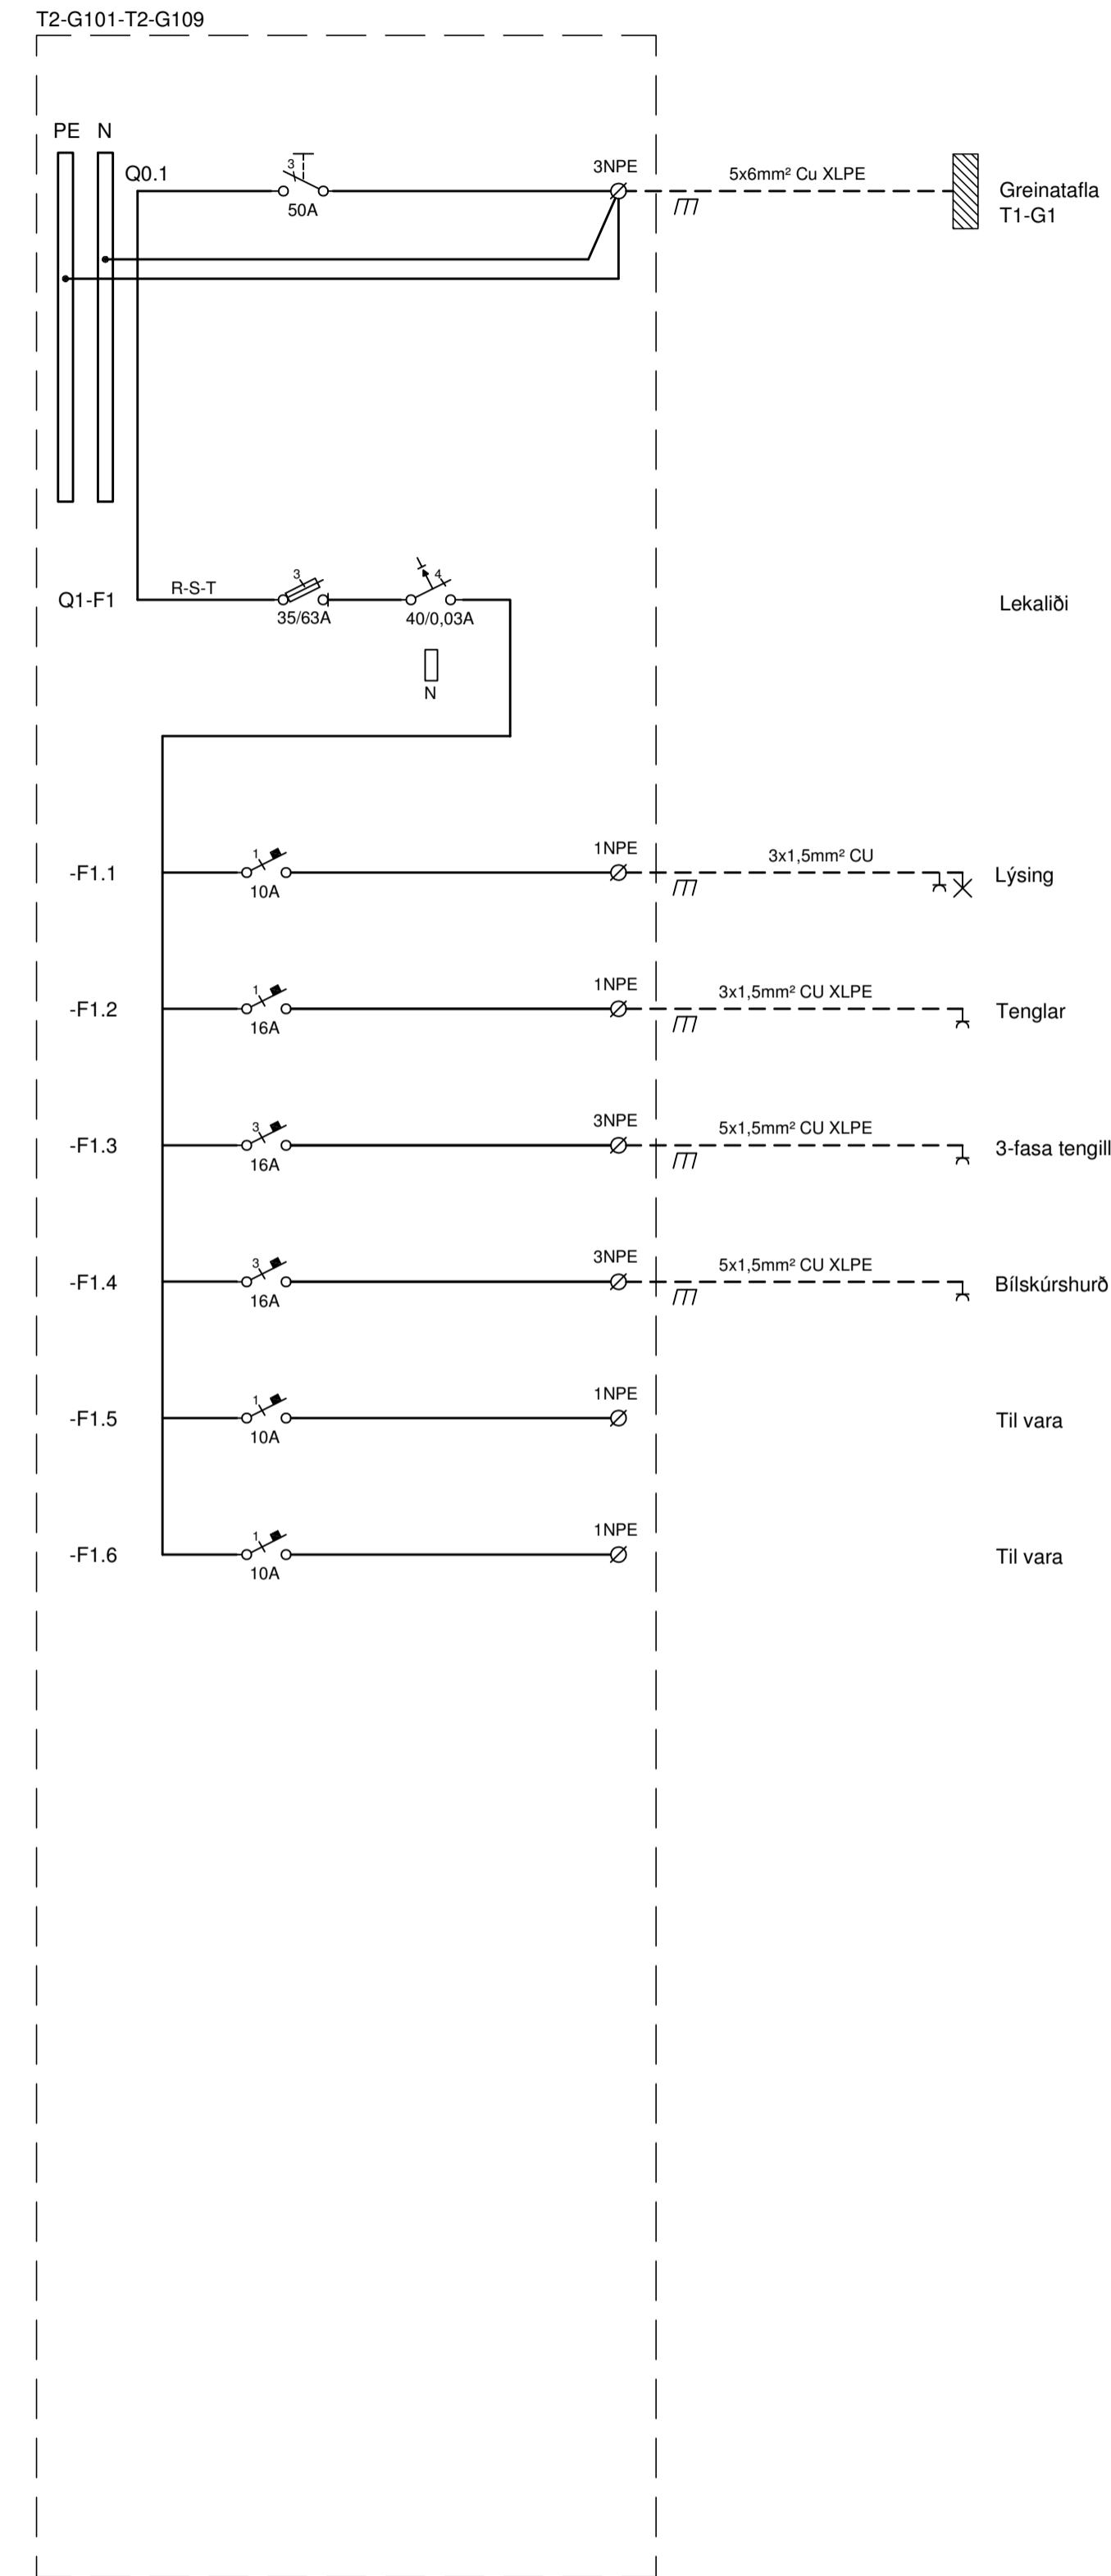 T2-G101-T2-G109
PE N
Q0.1
3
50A
3NPE
5x6mm² Cu XLPE
Greinatafla
T1-G1
Q1-F1
R-S-T
3
35/63A
4
40/0,03A
N
Lekaliði
-F1.1
1
10A
1NPE
3x1,5mm² CU
Lýsing
-F1.2
1
16A
1NPE
3x1,5mm² CU XLPE
Tenglar
-F1.3
3
16A
3NPE
5x1,5mm² CU XLPE
3-fasa tengill
-F1.4
3
16A
3NPE
5x1,5mm² CU XLPE
Bílskúrshurð
-F1.5
1
10A
1NPE
Til vara
-F1.6
1
10A
1NPE
Til vara